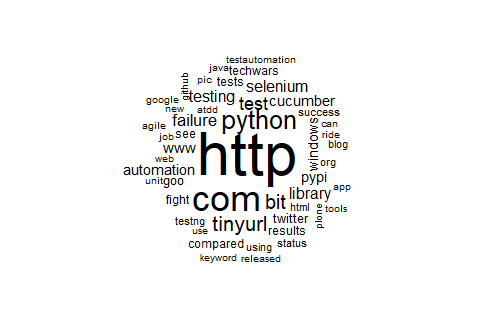 testautomation
java
techwars
github
pic
tests
selenium
google
testing
test
cucumber
new
atdd
success
agile
failure
python
can
job
see
windows
ride
www
http
blog
web
org
automation
pypi
unit
goo
library
app
fight
com
bit
html
tools
testng
tinyurl
twitter
plone
use
results
compared
using
status
keyword
released